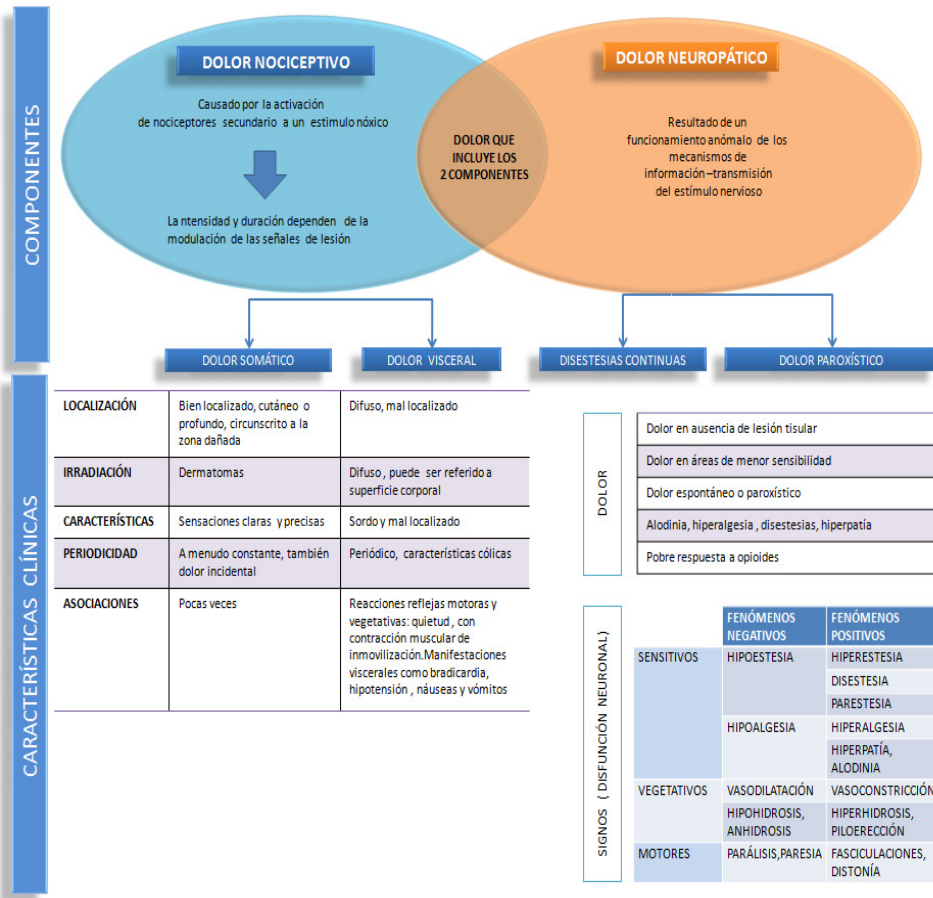 COMPONENTES
DOLOR NOCICEPTIVO
Causado por la activación
de nociceptores secundario a un estimulo nóxico
La ntensidad y duración dependen de la
modulación de las señales de lesión
DOLOR QUE
INCLUYE LOS
2 COMPONENTES
DOLOR NEUROPÁTICO
Resultado de un
funcionamiento anómalo de los
mecanismos de
información –transmisión
del estímulo nervioso
DOLOR SOMÁTICO
DOLOR VISCERAL
DISESTESIAS CONTINUAS
DOLOR PAROXÍSTICO
CARACTERÍSTICAS CLÍNICAS
LOCALIZACIÓN
Bien localizado, cutáneo o
profundo, circunscrito a la
zona dañada
Difuso, mal localizado
IRRADIACIÓN
Dermatomas
Difuso , puede ser referido a
superficie corporal
CARACTERÍSTICAS
Sensaciones claras y precisas
Sordo y mal localizado
PERIODICIDAD
A menudo constante, también
dolor incidental
Periódico, características cólicas
ASOCIACIONES
Pocas veces
Reacciones reflejas motoras y
vegetativas: quietud , con
contracción muscular de
inmovilización.Manifestaciones
viscerales como bradicardia,
hipotensión , náuseas y vómitos
DOLOR
Dolor en ausencia de lesión tisular
Dolor en áreas de menor sensibilidad
Dolor espontáneo o paroxístico
Alodinia, hiperalgesia , disestesias, hiperpatía
Pobre respuesta a opioides
SIGNOS ( DISFUNCIÓN NEURONAL)
FENÓMENOS
NEGATIVOS
FENÓMENOS
POSITIVOS
SENSITIVOS
HIPOESTESIA
HIPERESTESIA
DISESTESIA
PARESTESIA
HIPOALGESIA
HIPERALGESIA
HIPERPATÍA,
ALODINIA
VEGETATIVOS
VASODILATACIÓN
VASOCONSTRICCIÓN
HIPOHIDROSIS,
ANHIDROSIS
HIPERHIDROSIS,
PILOERECCIÓN
MOTORES
PARÁLISIS,PARESIA
FASCICULACIONES,
DISTONÍA